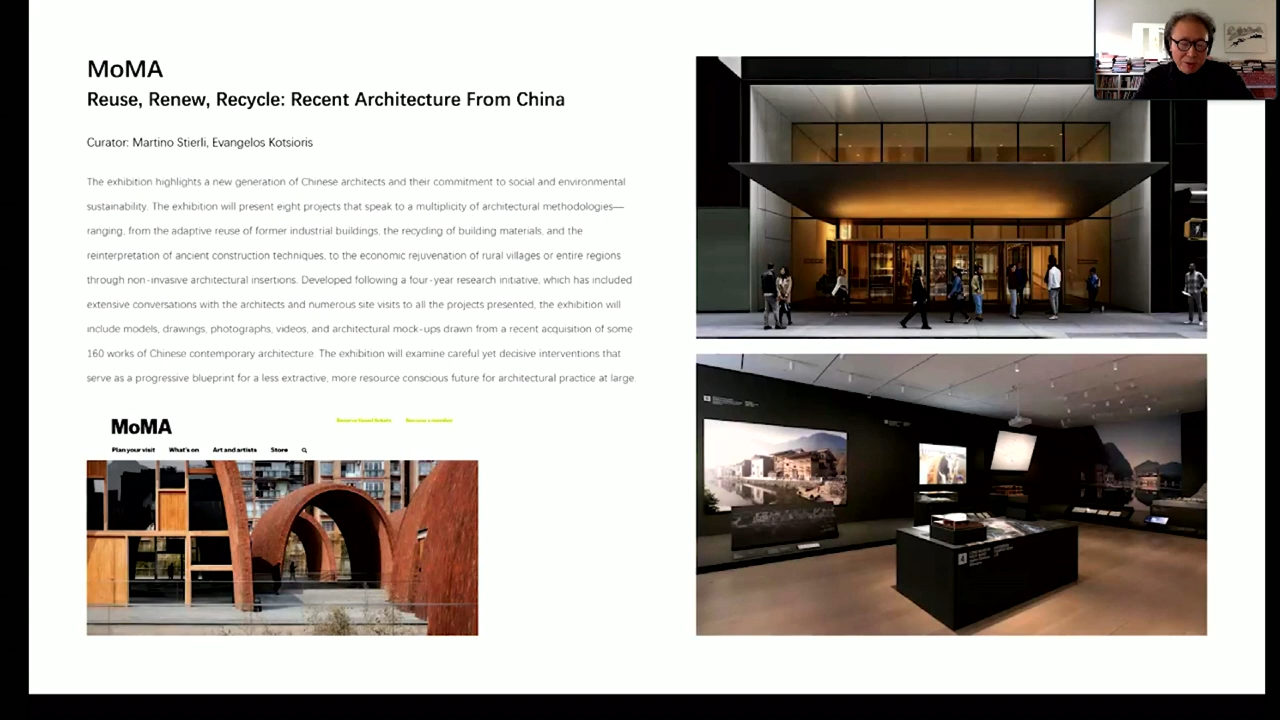 MoMA
Reuse, Renew, Recycle: Recent Architecture From China
Curator: Martino Stierli, Evangelos Kotsioris
The exhibition highlights a new generation of Chinese architects and their commitment to social and environmental
sustainability. The exhibition will present eight projects that speak to a multiplicity of architectural methodologies—
ranging, from the adaptive reuse of former industrial buildings, the recycling of building materials, and the
reinterpretation of ancient construction techniques, to the economic rejuvenation of rural villages or entire regions
through non-invasive architectural insertions. Developed following a four-year research initiative, which has included
extensive conversations with the architects and numerous site visits to all the projects presented, the exhibition will
include models, drawings, photographs, videos, and architectural mock-ups drawn from a recent acquisition of some
160 works of Chinese contemporary architecture. The exhibition will examine careful yet decisive interventions that
serve as a progressive blueprint for a less extractive, more resource conscious future for architectural practice at large.
MoMA
Plan your visit What's on Art and artists Store